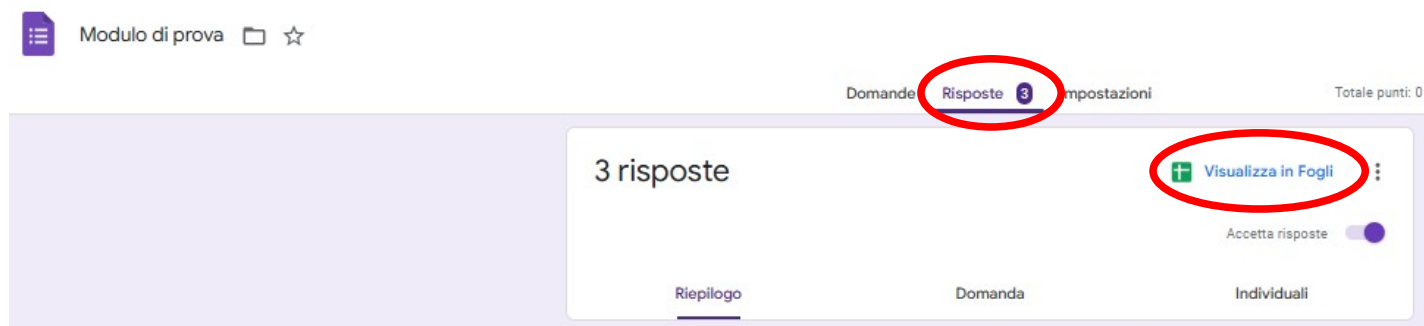 Modulo di prova
Domande Risposte 3 Impostazioni Totale punti: 0
3 risposte Visualizza in Fogli
Accetta risposte
Riepilogo Domanda Individuali